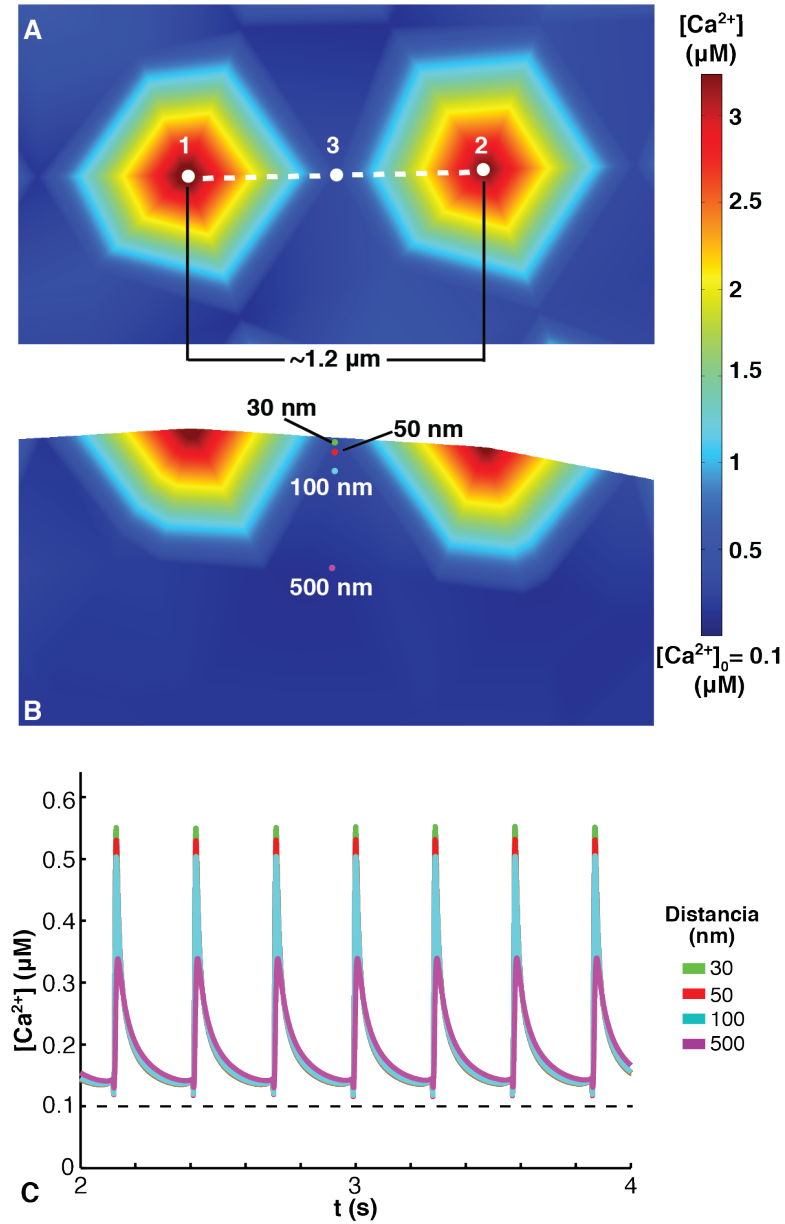 A
[Ca²⁺]
(µM)
1
3
2
3
2.5
2
1.5
1
0.5
~1.2 µm
30 nm
50 nm
100 nm
500 nm
[Ca²⁺]₀= 0.1
(µM)
B
0.6
0.5
0.4
0.3
0.2
0.1
0
[Ca²⁺] (µM)
2
3
4
t (s)
C
Distancia
(nm)
30
50
100
500